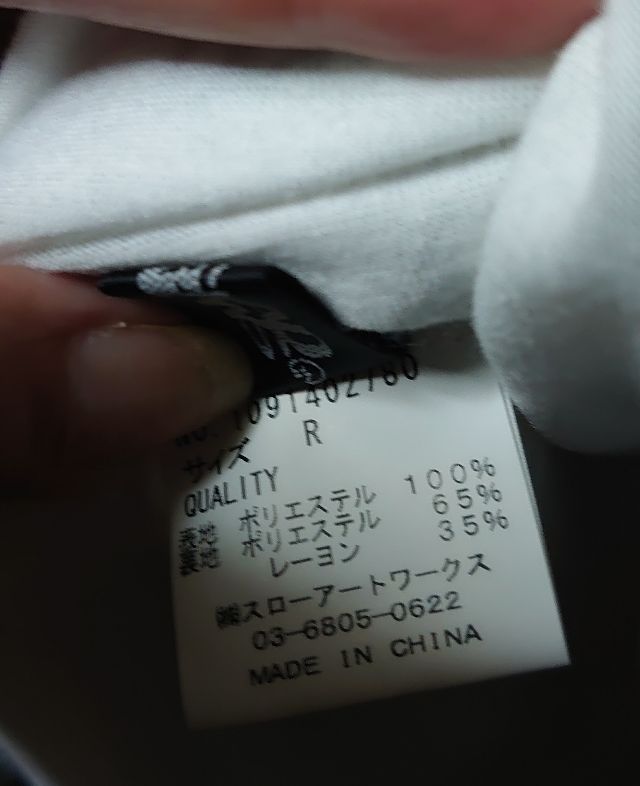 No. 1091402780
サイズ R
QUALITY
表地 ポリエステル 100%
裏地 ポリエステル 65%
レーヨン 35%
㈱スローアートワークス
03-6805-0622
MADE IN CHINA